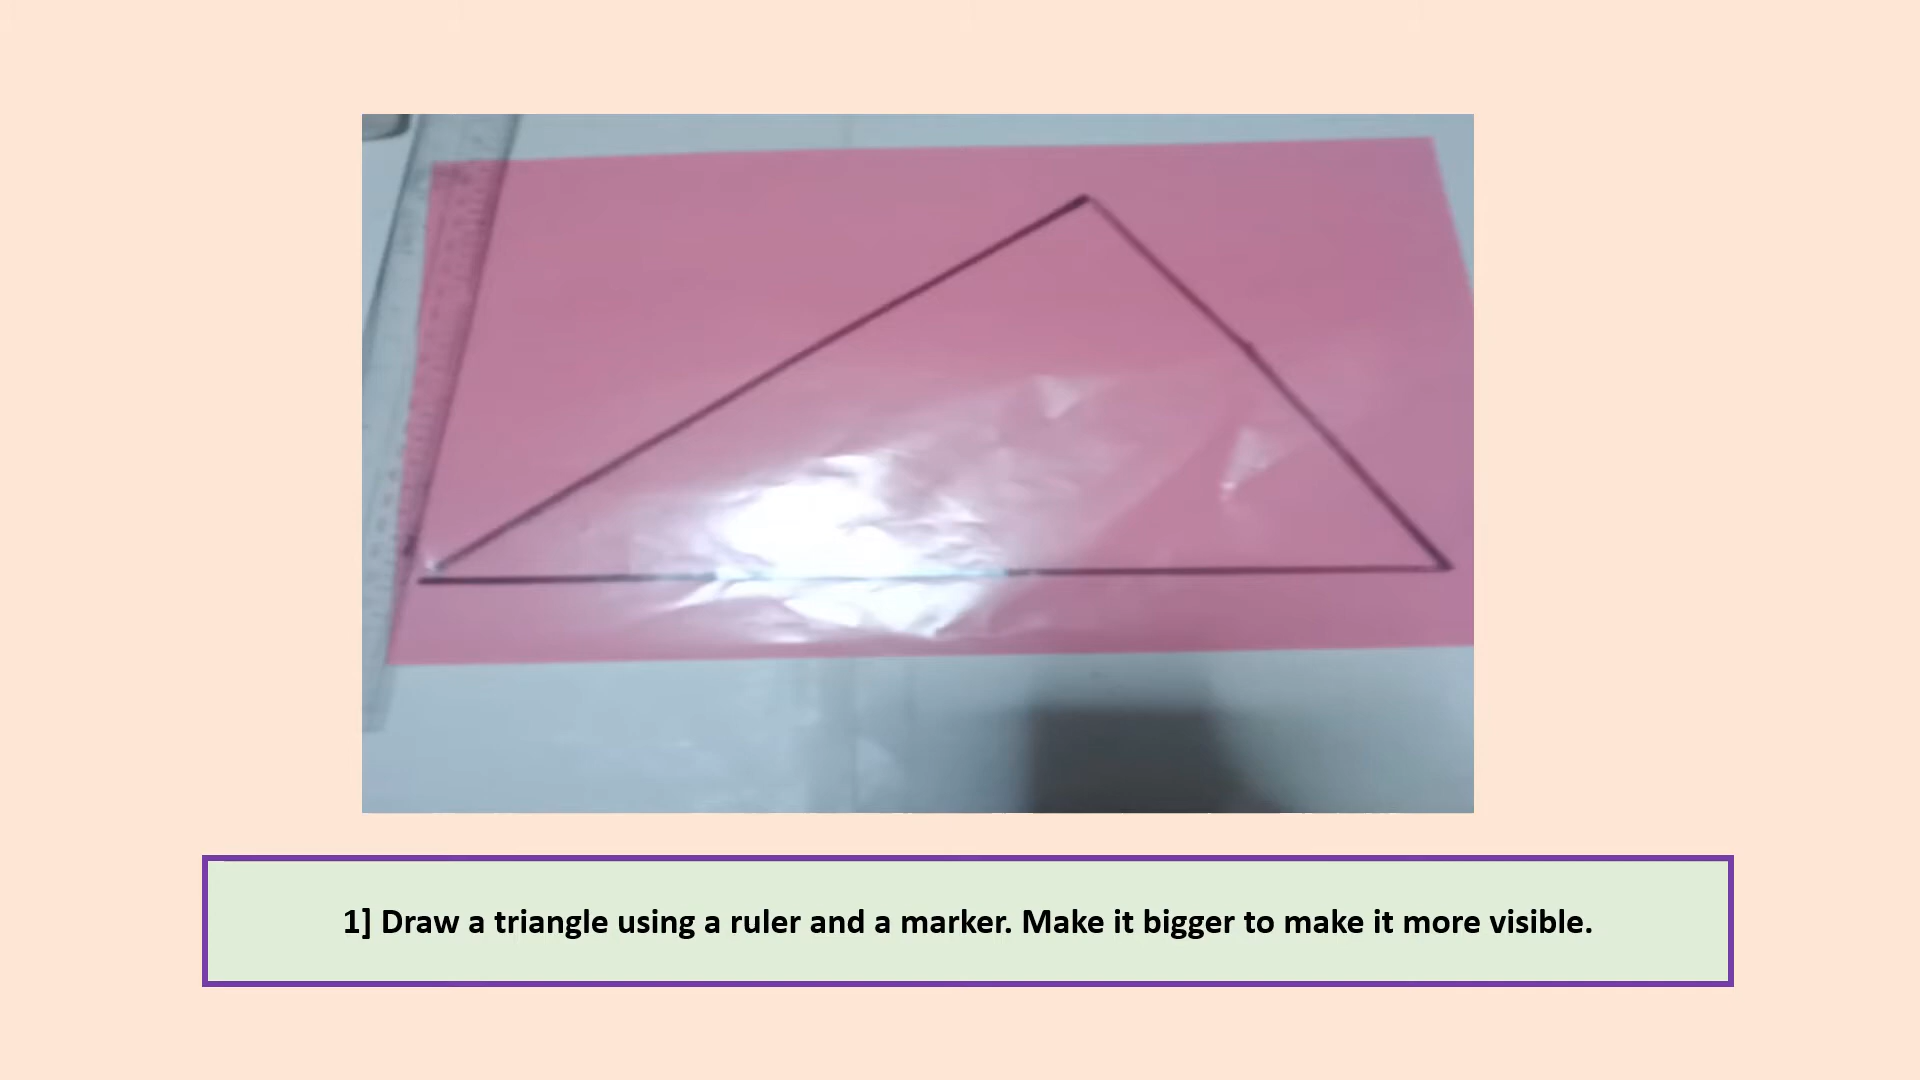 1] Draw a triangle using a ruler and a marker. Make it bigger to make it more visible.